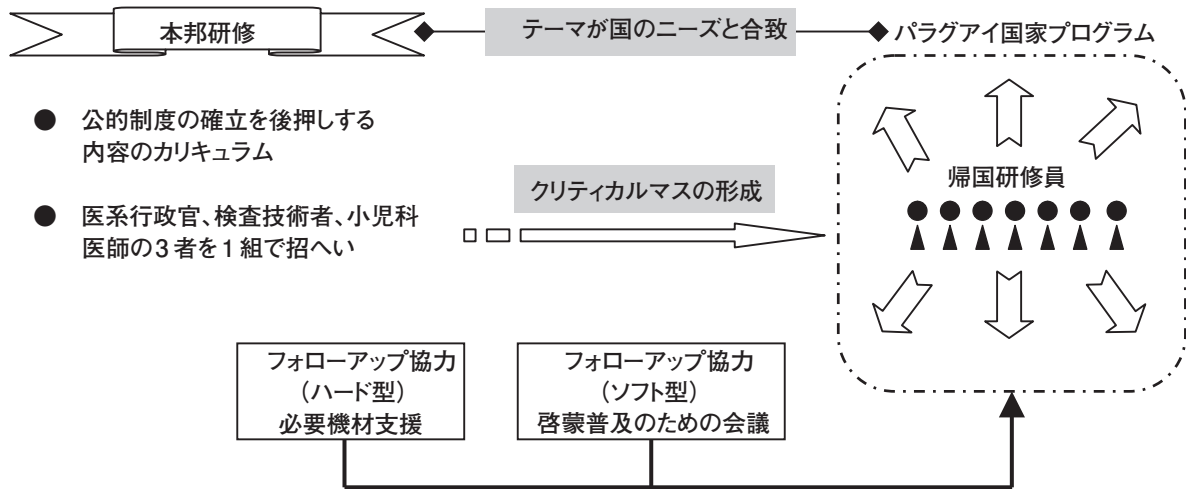 本邦研修
テーマが国のニーズと合致
パラグアイ国家プログラム
● 公的制度の確立を後押しする
内容のカリキュラム
● 医系行政官、検査技術者、小児科
医師の3者を1組で招へい
クリティカルマスの形成
帰国研修員
フォローアップ協力
（ハード型）
必要機材支援
フォローアップ協力
（ソフト型）
啓蒙普及のための会議